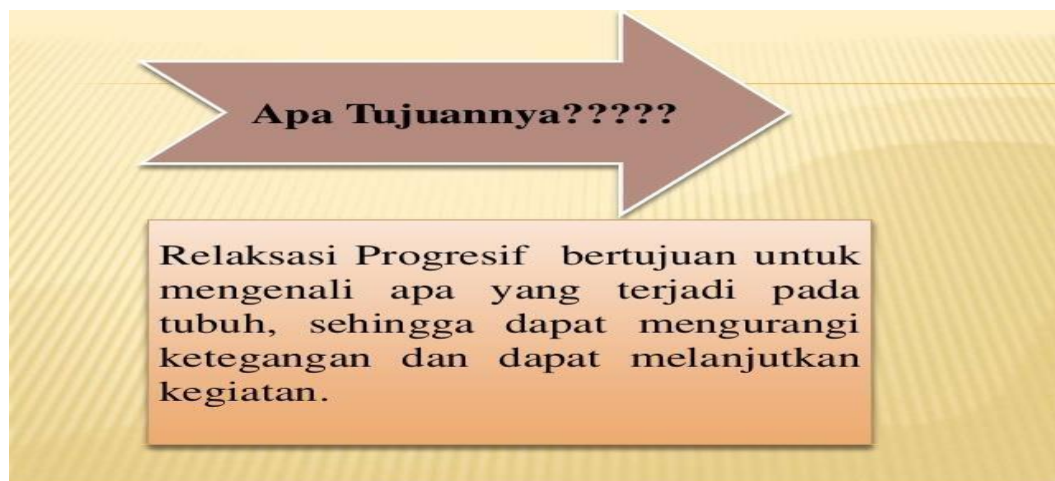 Apa Tujuannya?????
Relaksasi Progresif bertujuan untuk
mengenali apa yang terjadi pada
tubuh, sehingga dapat mengurangi
ketegangan dan dapat melanjutkan
kegiatan.